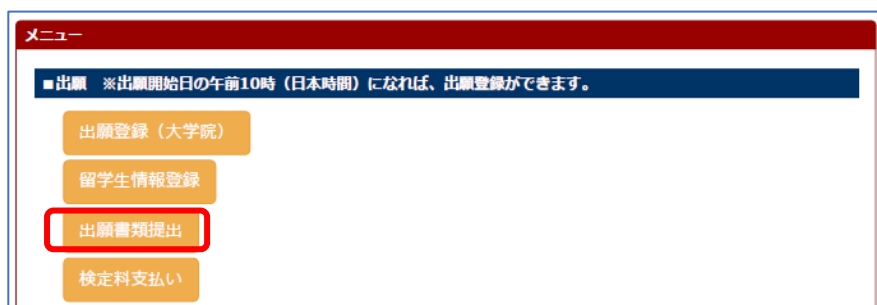 メニュー
■出願　※出願開始日の午前10時（日本時間）になれば、出願登録ができます。
出願登録（大学院）
留学生情報登録
出願書類提出
検定料支払い